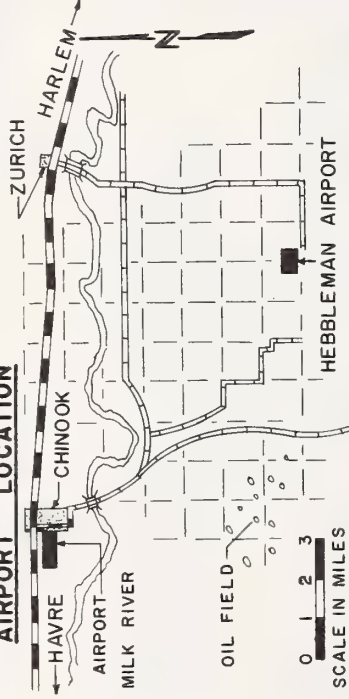 AIRPORT LOCATION
HARLEM
ZURICH
HAVRE
CHINOOK
N
AIRPORT
MILK RIVER
OIL FIELD
HEBBLEMAN AIRPORT
0 1 2 3
SCALE IN MILES